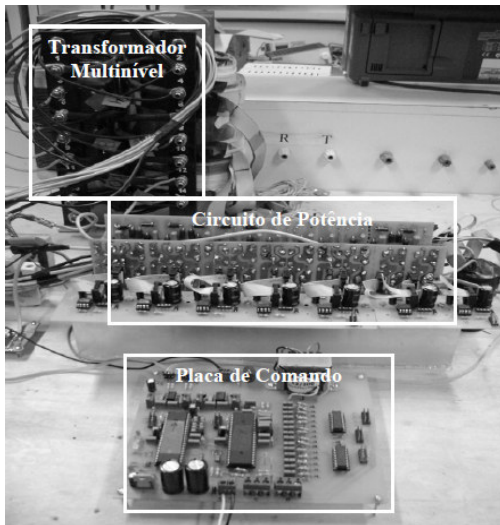 Transformador
Multinível
R T
Circuito de Potência
Placa de Comando